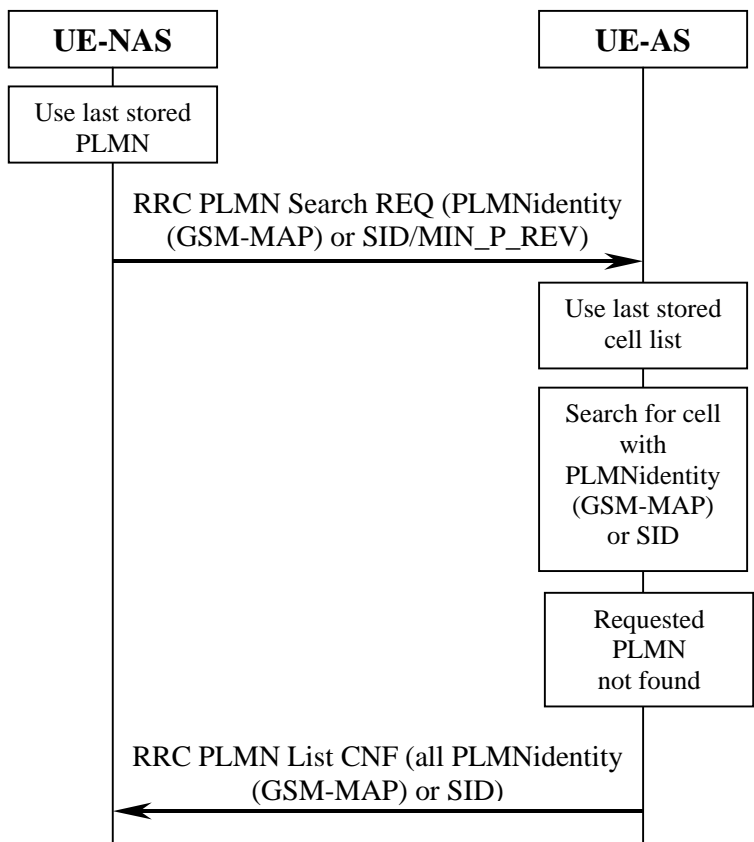 UE-NAS
UE-AS
Use last stored
PLMN
RRC PLMN Search REQ (PLMNidentity
(GSM-MAP) or SID/MIN_P_REV)
Use last stored
cell list
Search for cell
with
PLMNidentity
(GSM-MAP)
or SID
Requested
PLMN
not found
RRC PLMN List CNF (all PLMNidentity
(GSM-MAP) or SID)